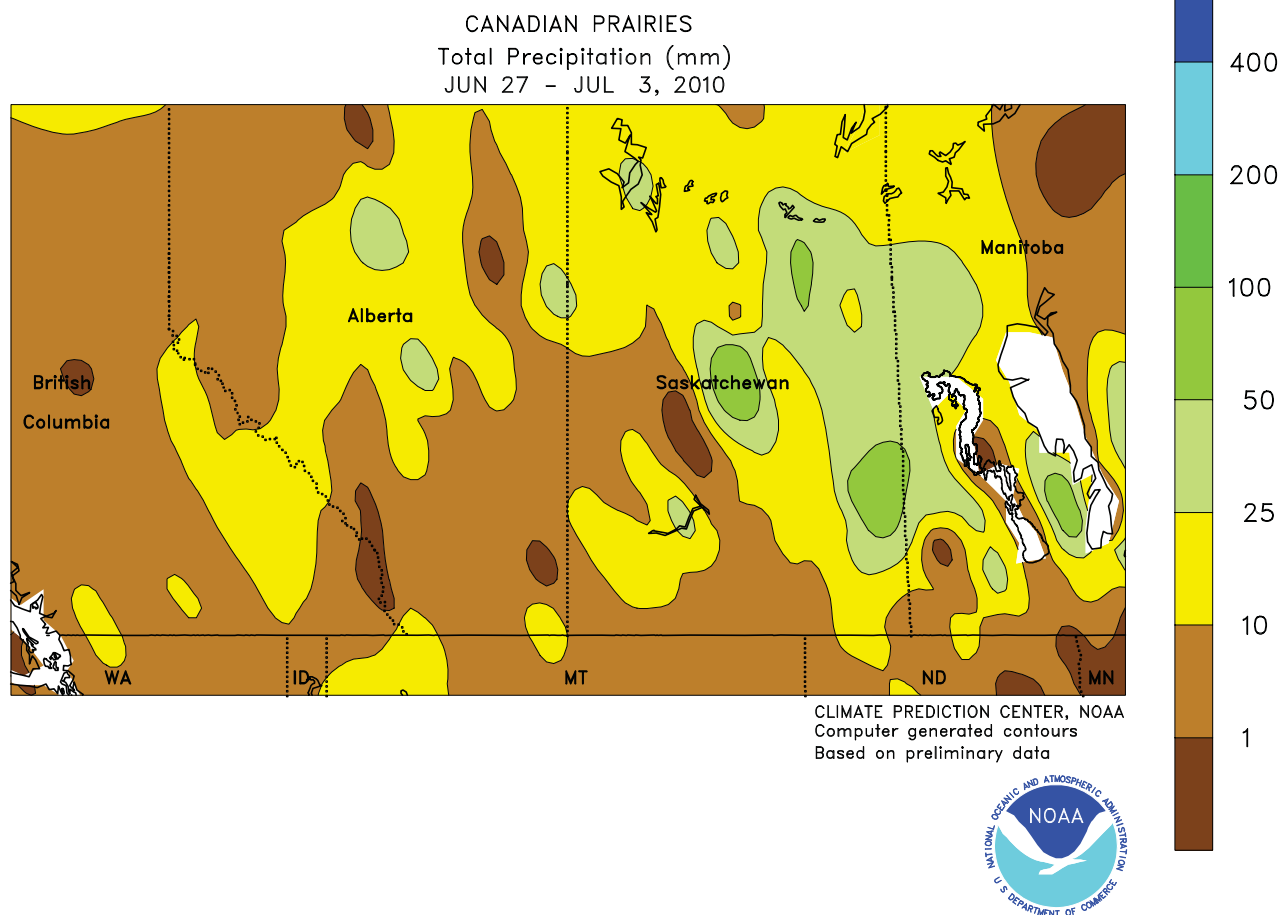 CANADIAN PRAIRIES
Total Precipitation (mm)
JUN 27 - JUL 3, 2010
400
200
100
50
25
10
1
Manitoba
Alberta
British
Saskatchewan
Columbia
WA
ID
MT
ND
MN
CLIMATE PREDICTION CENTER, NOAA
Computer generated contours
Based on preliminary data
NATIONAL OCEANIC AND ATMOSPHERIC ADMINISTRATION
NOAA
U S DEPARTMENT OF COMMERCE